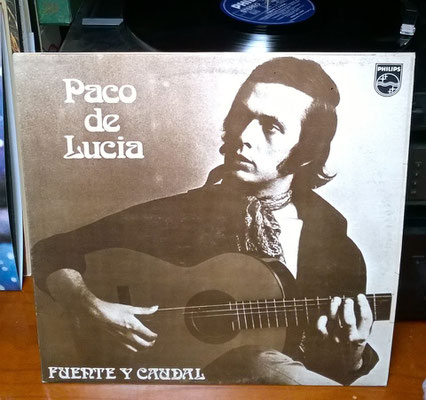 PHILIPS
Paco
de
Lucia
FUENTE Y CAUDAL